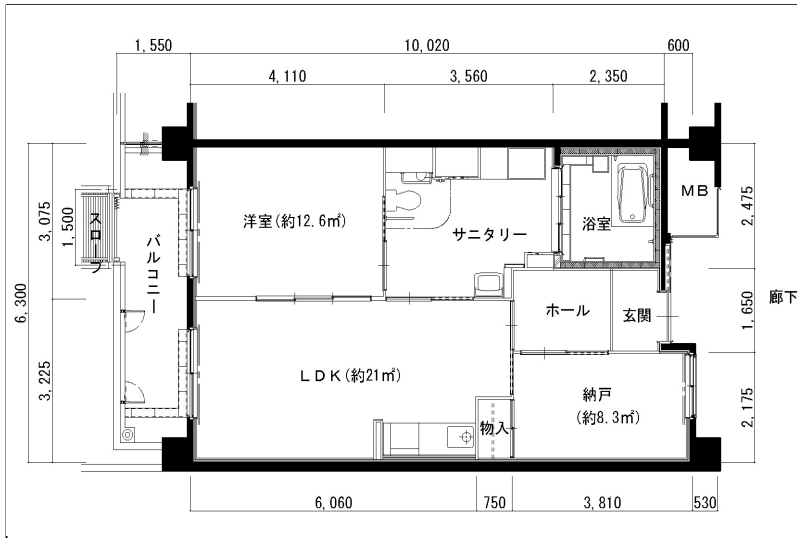 1,550
10,020
600
4,110
3,560
2,350
6,300
3,075
1,500
3,225
スロープ
バルコニー
洋室(約12.6㎡)
サニタリー
浴室
MB
2,475
ホール
玄関
廊下
1,650
LDK(約21㎡)
物入
納戸
(約8.3㎡)
2,175
6,060
750
3,810
530